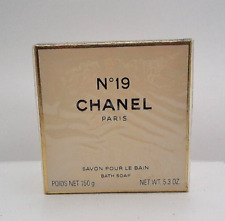 N°19
CHANEL
PARIS
SAVON POUR LE BAIN
BATH SOAP
POIDS NET 150 g NET WT. 5.3 OZ.